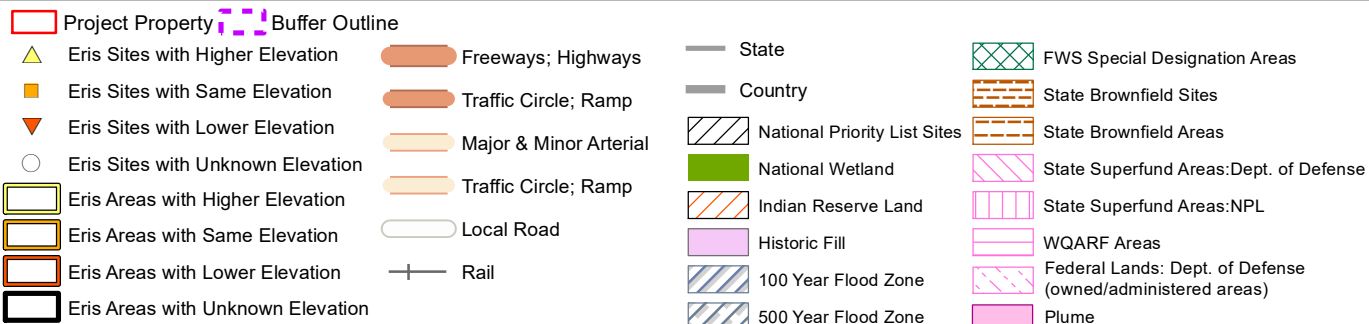 Project Property
Buffer Outline
Eris Sites with Higher Elevation
Eris Sites with Same Elevation
Eris Sites with Lower Elevation
Eris Sites with Unknown Elevation
Eris Areas with Higher Elevation
Eris Areas with Same Elevation
Eris Areas with Lower Elevation
Eris Areas with Unknown Elevation
Freeways; Highways
Traffic Circle; Ramp
Major & Minor Arterial
Traffic Circle; Ramp
Local Road
Rail
State
Country
National Priority List Sites
National Wetland
Indian Reserve Land
Historic Fill
100 Year Flood Zone
500 Year Flood Zone
FWS Special Designation Areas
State Brownfield Sites
State Brownfield Areas
State Superfund Areas:Dept. of Defense
State Superfund Areas:NPL
WQARF Areas
Federal Lands: Dept. of Defense
(owned/administered areas)
Plume